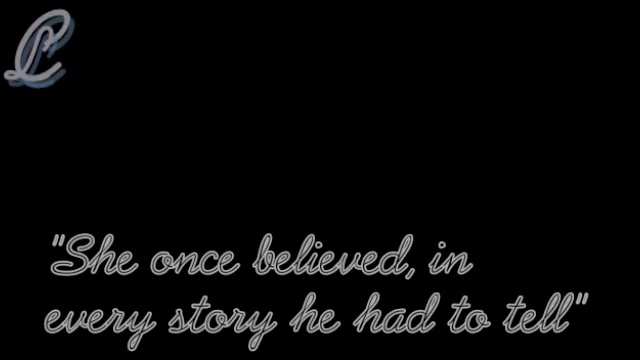 "She once believed, in
every story he had to tell"